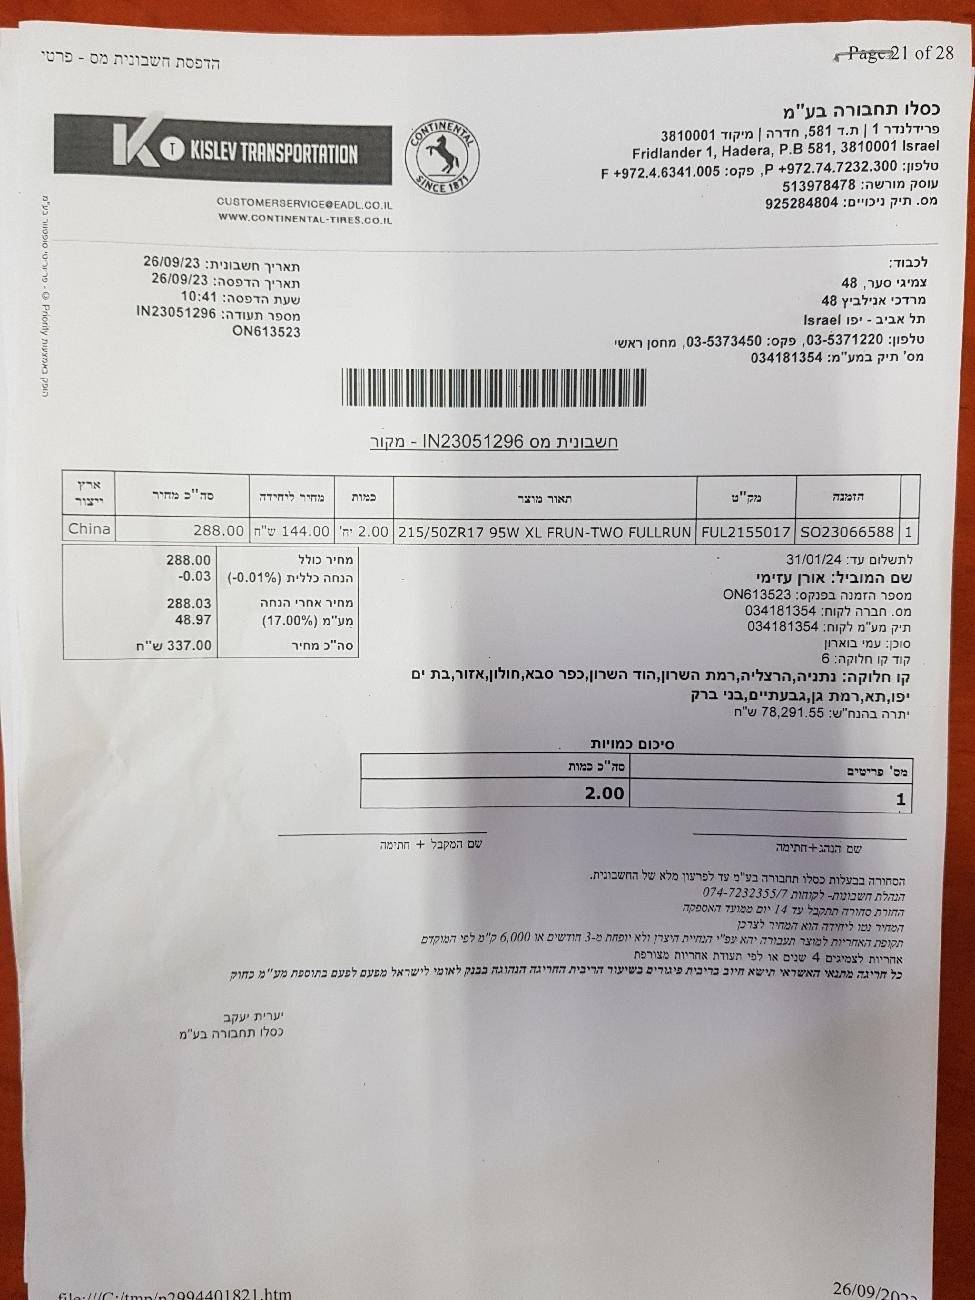 הדפסת חשבונית מס - פרטי
Page 21 of 28
כסלו תחבורה בע"מ
פרידלנדר 1 | ת.ד 581, חדרה | מיקוד 3810001
Fridlander 1, Hadera, P.B 581, 3810001 Israel
טלפון: P +972.74.7232.300, פקס: F +972.4.6341.005
עוסק מורשה: 513978478
מס. תיק ניכויים: 925284804
K T KISLEV TRANSPORTATION
CONTINENTAL
SINCE 1871
CUSTOMERSERVICE@EADL.CO.IL
WWW.CONTINENTAL-TIRES.CO.IL
לכבוד:
צמיגי סער, 48
מרדכי אנילביץ 48
תל אביב - יפו Israel
טלפון: 03-5371220, פקס: 03-5373450, מחסן ראשי
מס' תיק במע"מ: 034181354
תאריך חשבונית: 26/09/23
תאריך הדפסה: 26/09/23
שעת הדפסה: 10:41
מספר תעודה: IN23051296
ON613523
חשבונית מס IN23051296 - מקור
הזמנה מק"ט תאור מוצר כמות מחיר ליחידה סה"כ מחיר ארץ ייצור
1 SO23066588 FUL2155017 215/50ZR17 95W XL FRUN-TWO FULLRUN 2.00 יח' 144.00 ש"ח 288.00 China
מחיר כולל 288.00
הנחה כללית (-0.01%) -0.03
מחיר אחרי הנחה 288.03
מע"מ (17.00%) 48.97
סה"כ מחיר 337.00 ש"ח
לתשלום עד: 31/01/24
שם המוביל: אורן עזימי
מספר הזמנה בפנקס: ON613523
מס. חברה לקוח: 034181354
תיק מע"מ לקוח: 034181354
סוכן: עמי בוארון
קוד קו חלוקה: 6
קו חלוקה: נתניה,הרצליה,רמת השרון,הוד השרון,כפר סבא,חולון,אזור,בת ים
יפו,תא,רמת גן,גבעתיים,בני ברק
יתרה בהנח"ש: 78,291.55 ש"ח
סיכום כמויות
מס' פריטים סה"כ כמות
1 2.00
שם הנהג+חתימה
שם המקבל + חתימה
הסחורה בבעלות כסלו תחבורה בע"מ עד לפרעון מלא של החשבונית.
הנהלת חשבונות- לקוחות 074-7232355/7
החזרת סחורה תתקבל עד 14 יום ממועד האספקה
המחיר נטו ליחידה הוא המחיר לצרכן
תקופת האחריות למוצר תעבורה יהא עפ"י הנחיית היצרן ולא יופחת מ-3 חודשים או 6,000 ק"מ לפי המוקדם
אחריות לצמיגים 4 שנים או לפי תעודת אחריות מצורפת
כל חריגה מתנאי האשראי תישא חיוב בריבית פיגורים בשיעור הריבית החריגה הנהוגה בבנק לאומי לישראל מפעם לפעם בתוספת מע"מ כחוק
יערית יעקב
כסלו תחבורה בע"מ
file:///C:/tmp/p2994401821.htm